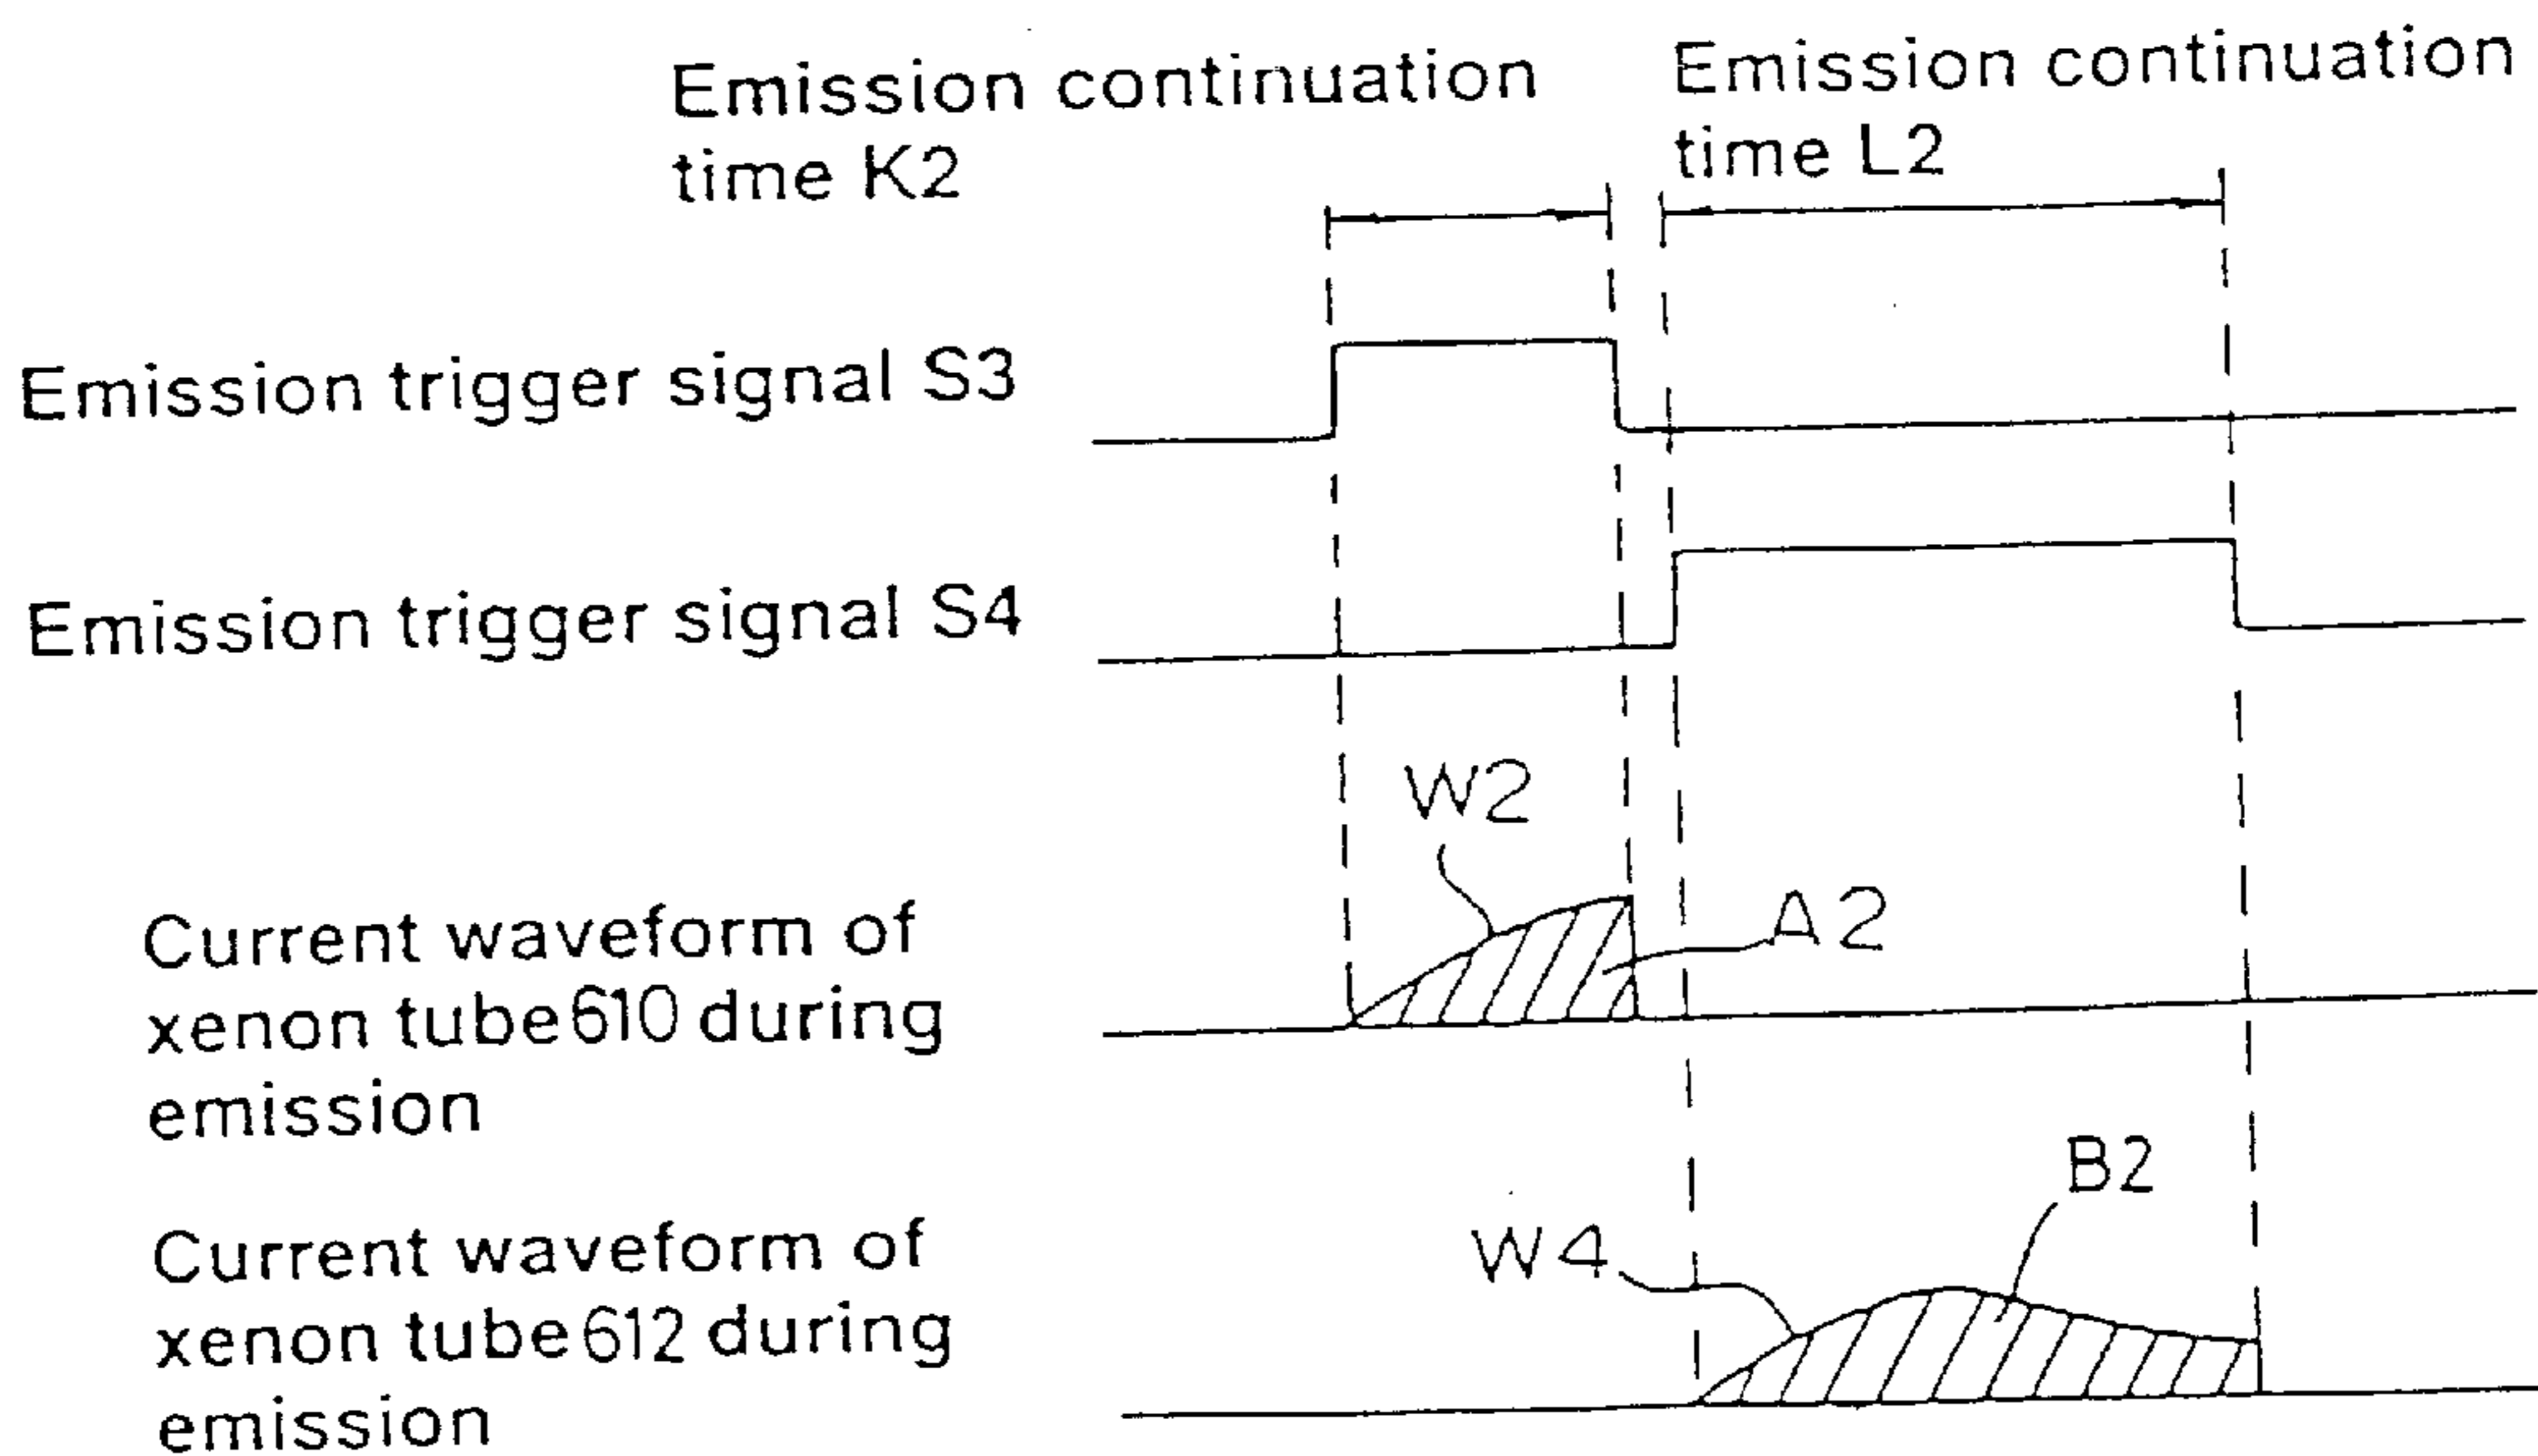 Emission continuation
time K2
Emission continuation
time L2
Emission trigger signal S3
Emission trigger signal S4
W2
A2
Current waveform of
xenon tube 610 during
emission
B2
W4
Current waveform of
xenon tube 612 during
emission